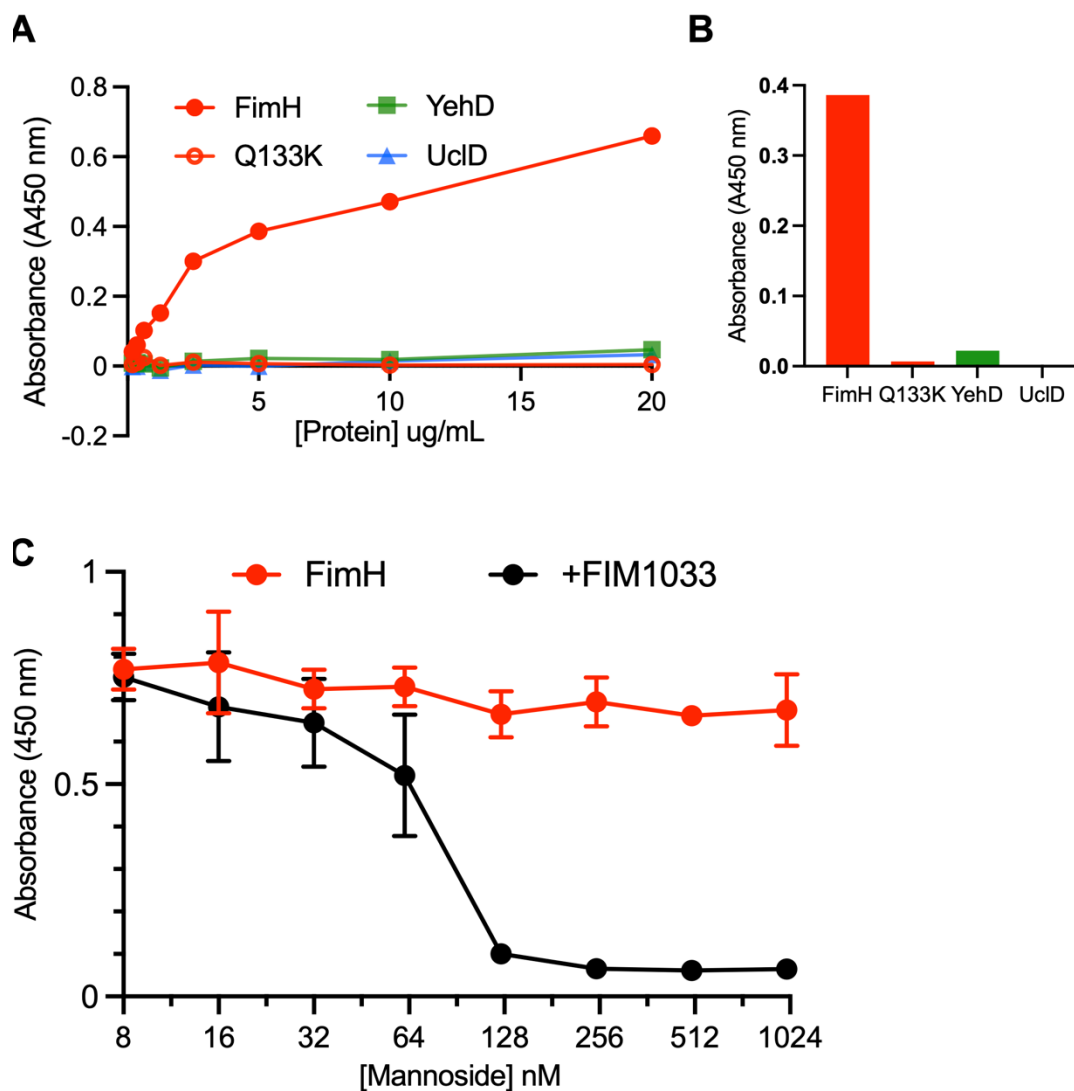 A
B
Absorbance (A450 nm)
0.8
0.6
0.4
0.2
0
-0.2
FimH
YehD
Q133K
UclD
5
10
15
20
[Protein] ug/mL
Absorbance (A450 nm)
0.4
0.3
0.2
0.1
0.0
FimH Q133K YehD UclD
C
FimH
+FIM1033
Absorbance (450 nm)
1
0.5
0
8 16 32 64 128 256 512 1024
[Mannoside] nM